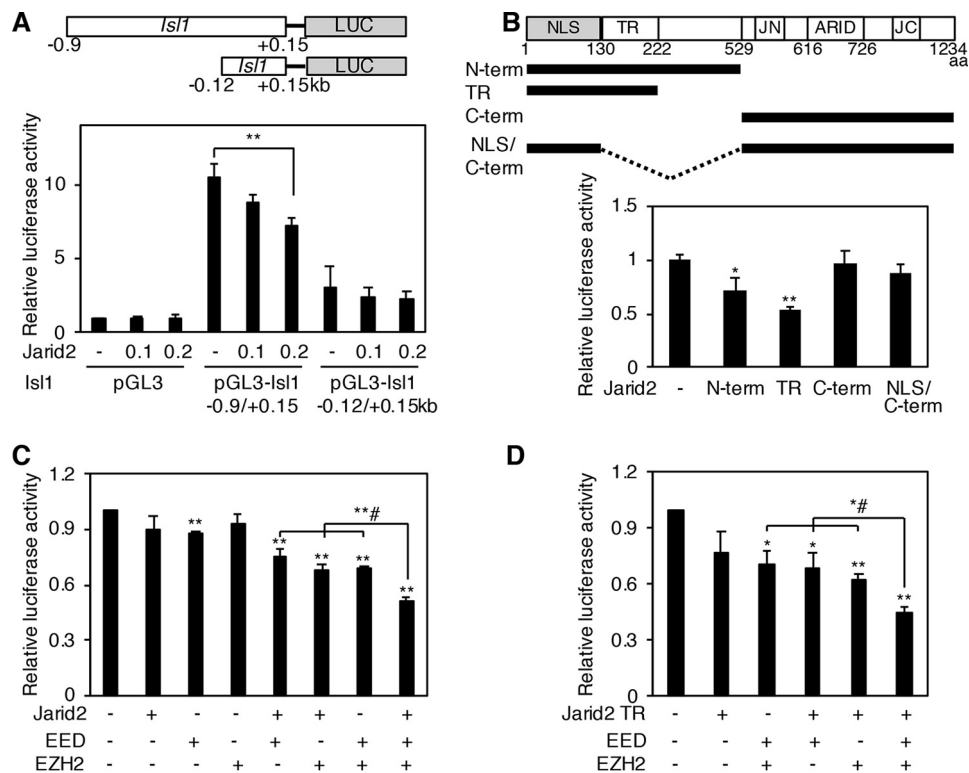 A
Isl1 LUC
-0.9 +0.15
Isl1 LUC
-0.12 +0.15kb
Relative luciferase activity
10
5
0
**
Jarid2 - 0.1 0.2 - 0.1 0.2 - 0.1 0.2
Isl1 pGL3 pGL3-Isl1 pGL3-Isl1
-0.9/+0.15 -0.12/+0.15kb
B
NLS TR JN ARID JC
1 130 222 529 616 726 1234
aa
N-term
TR
C-term
NLS/
C-term
Relative luciferase activity
1.5
1
0.5
0
* **
Jarid2 - N-term TR C-term NLS/
C-term
C
Relative luciferase activity
1.2
0.9
0.6
0.3
0
**#
** ** ** ** **
Jarid2 - + - - + + - +
EED - - + - + - + +
EZH2 - - - + - + + +
D
Relative luciferase activity
1.2
0.9
0.6
0.3
0
*#
* * ** **
Jarid2 TR - + - + + +
EED - - + + - +
EZH2 - - + - + +